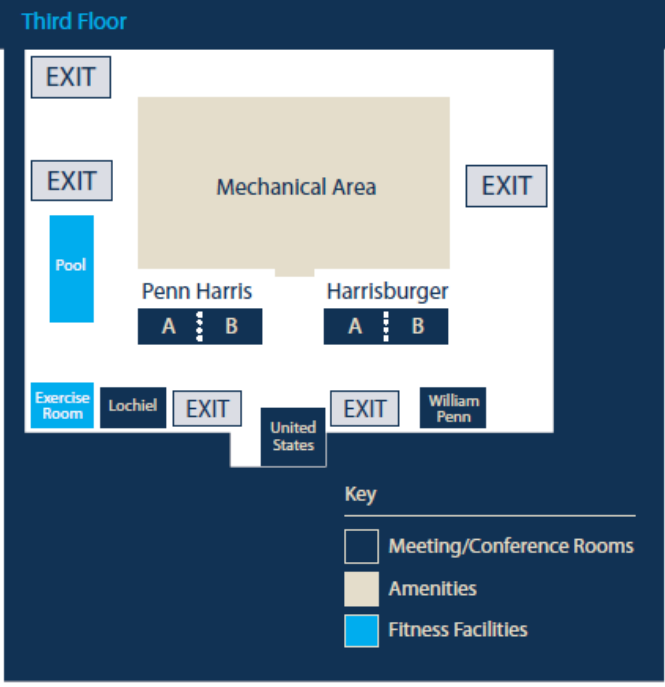 Third Floor
EXIT
EXIT
Mechanical Area
EXIT
Pool
Penn Harris
Harrisburger
A B
A B
Exercise
Room
Lochiel
EXIT
United
States
EXIT
William
Penn
Key
Meeting/Conference Rooms
Amenities
Fitness Facilities